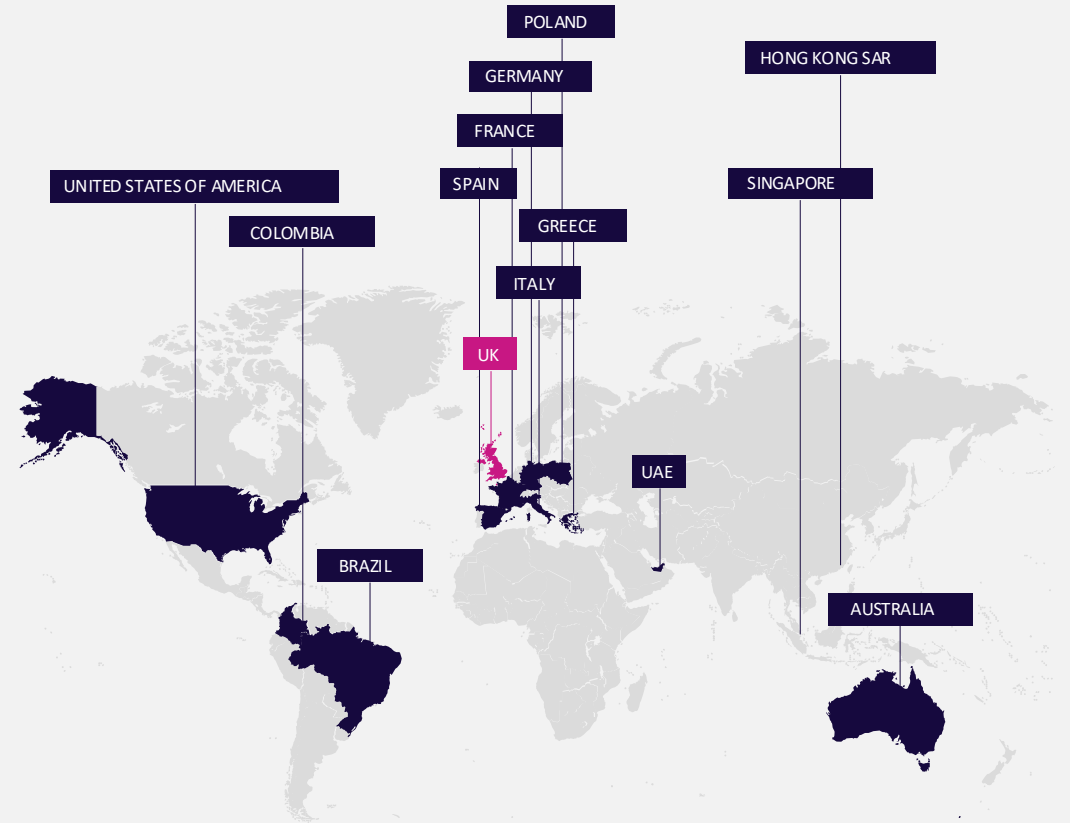 POLAND
HONG KONG SAR
GERMANY
FRANCE
UNITED STATES OF AMERICA
SPAIN
SINGAPORE
COLOMBIA
GREECE
ITALY
UK
UAE
BRAZIL
AUSTRALIA